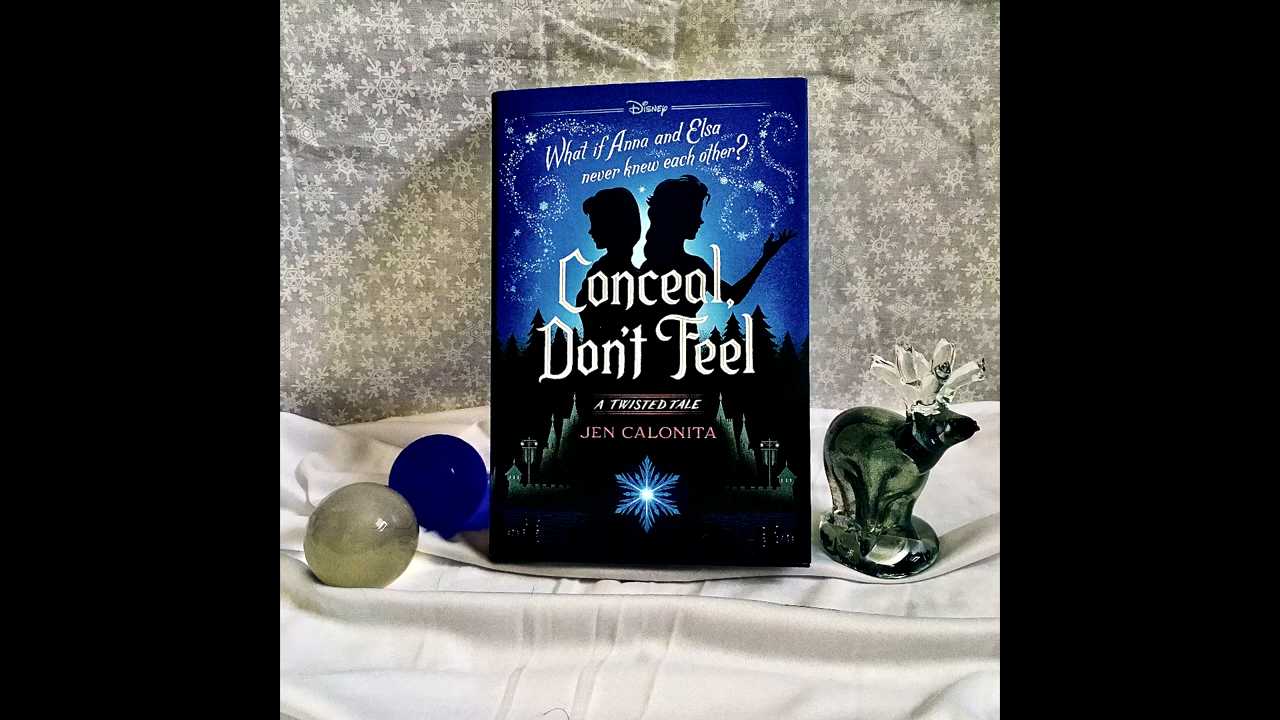 Disney
What if Anna and Elsa
never knew each other?
Conceal,
Don't Feel
A TWISTED TALE
JEN CALONITA